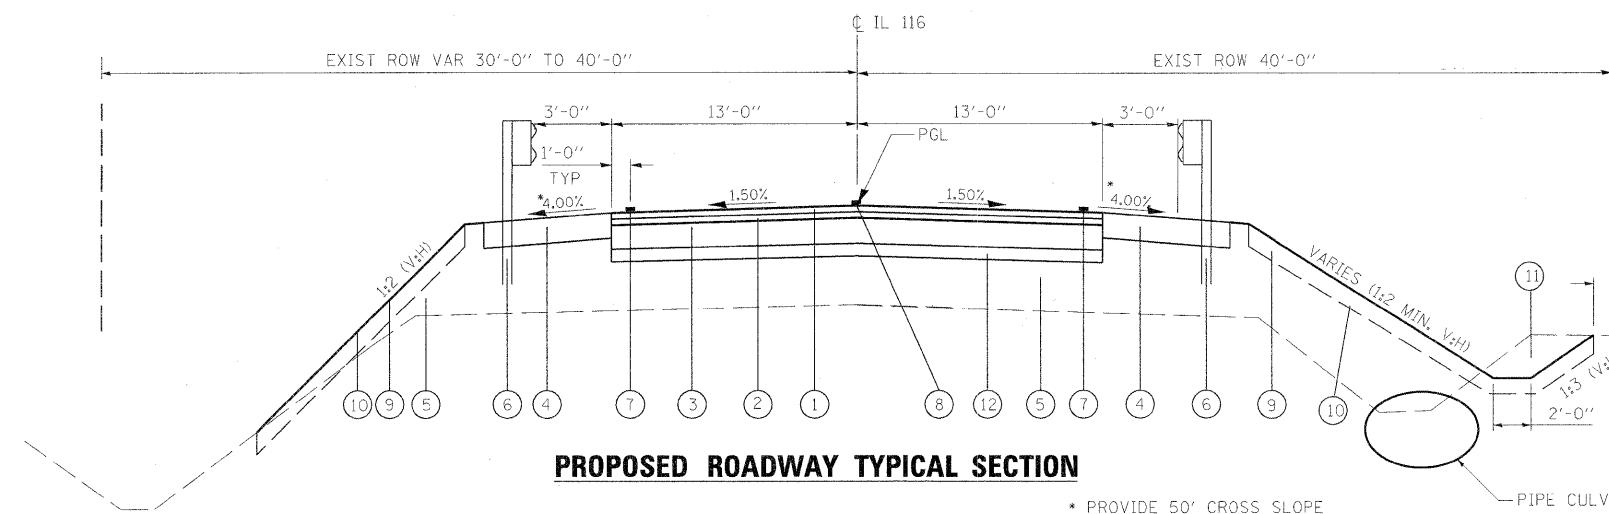 ℄ IL 116
EXIST ROW VAR 30'-0" TO 40'-0"
EXIST ROW 40'-0"
3'-0"
13'-0"
13'-0"
3'-0"
PGL
1'-0"
TYP
*4.00%
1.50%
1.50%
*
4.00%
1:2 (V:H)
VARIES (1:2 MIN. V:H)
11
1:3 (V:
10
9
5
6
4
7
3
2
1
8
12
5
7
4
6
9
10
2'-0"
PROPOSED ROADWAY TYPICAL SECTION
PIPE CULV
* PROVIDE 50' CROSS SLOPE